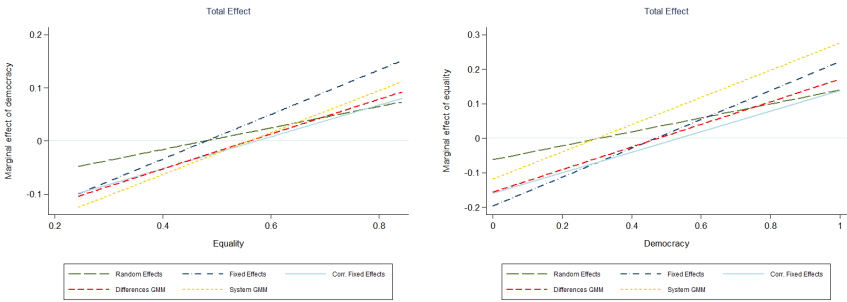 Total Effect
Marginal effect of democracy
0.2
0.1
0
-0.1
0.2
0.4
0.6
0.8
Equality
Random Effects
Fixed Effects
Corr. Fixed Effects
Differences GMM
System GMM
Total Effect
Marginal effect of equality
0.3
0.2
0.1
0
-0.1
-0.2
0
0.2
0.4
0.6
0.8
1
Democracy
Random Effects
Fixed Effects
Corr. Fixed Effects
Differences GMM
System GMM